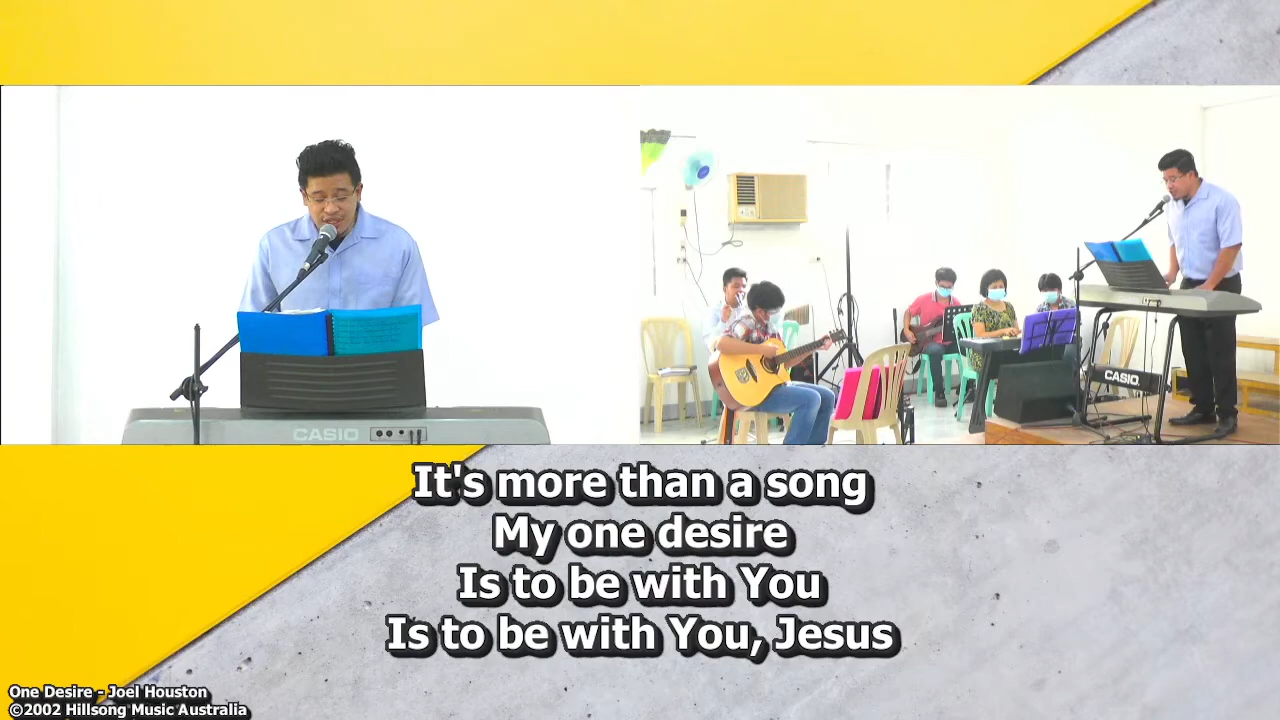 CASIO
CASIO
It's more than a song
My one desire
Is to be with You
Is to be with You, Jesus
One Desire - Joel Houston
©2002 Hillsong Music Australia